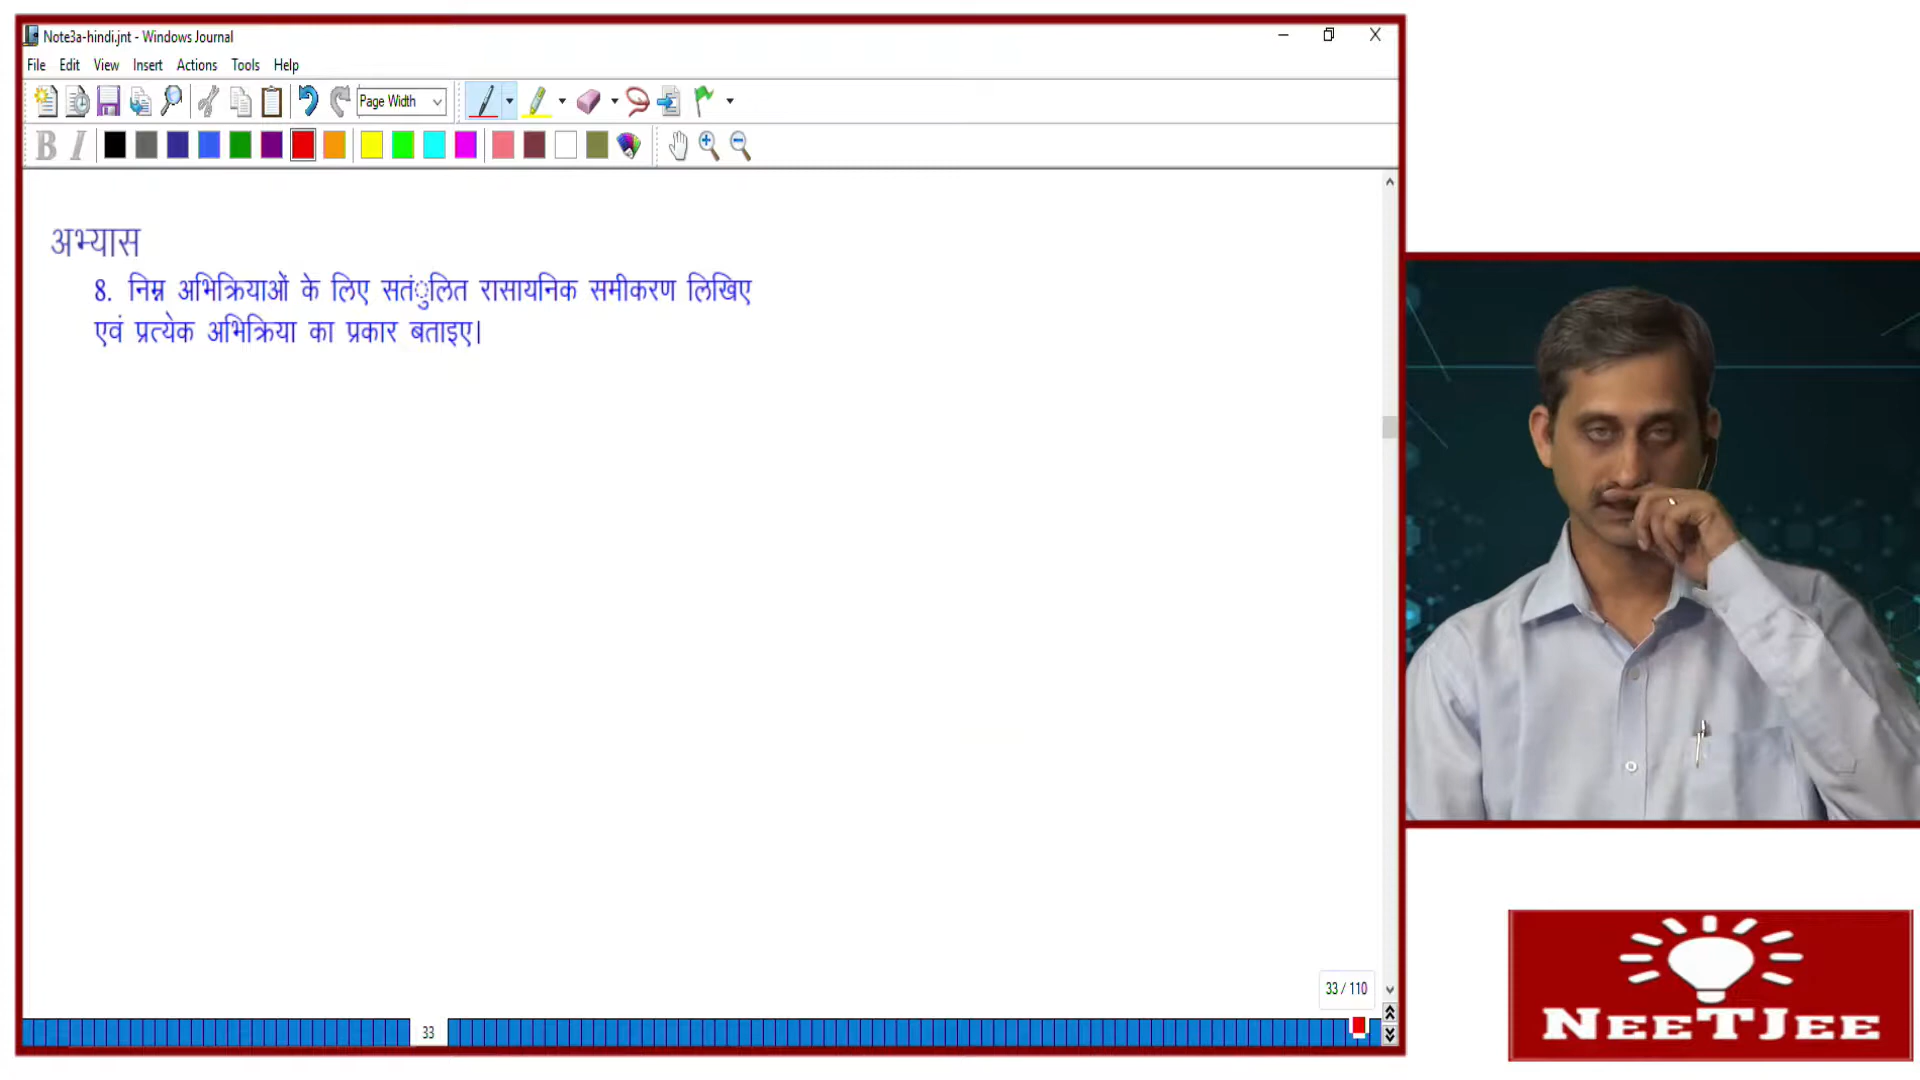 Note3a-hindi.jnt - Windows Journal
File Edit View Insert Actions Tools Help
Page Width
B I
अभ्यास
8. निम्न अभिक्रियाओं के लिए सतंुलित रासायनिक समीकरण लिखिए
एवं प्रत्येक अभिक्रिया का प्रकार बताइए।
33 / 110
33
NEETJEE